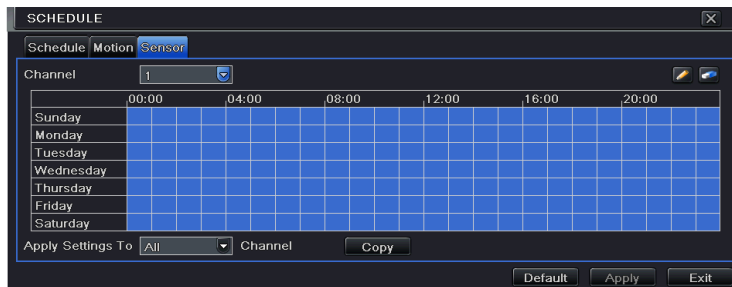 SCHEDULE
Schedule Motion Sensor
Channel 1
00:00 04:00 08:00 12:00 16:00 20:00
Sunday
Monday
Tuesday
Wednesday
Thursday
Friday
Saturday
Apply Settings To All Channel Copy
Default Apply Exit